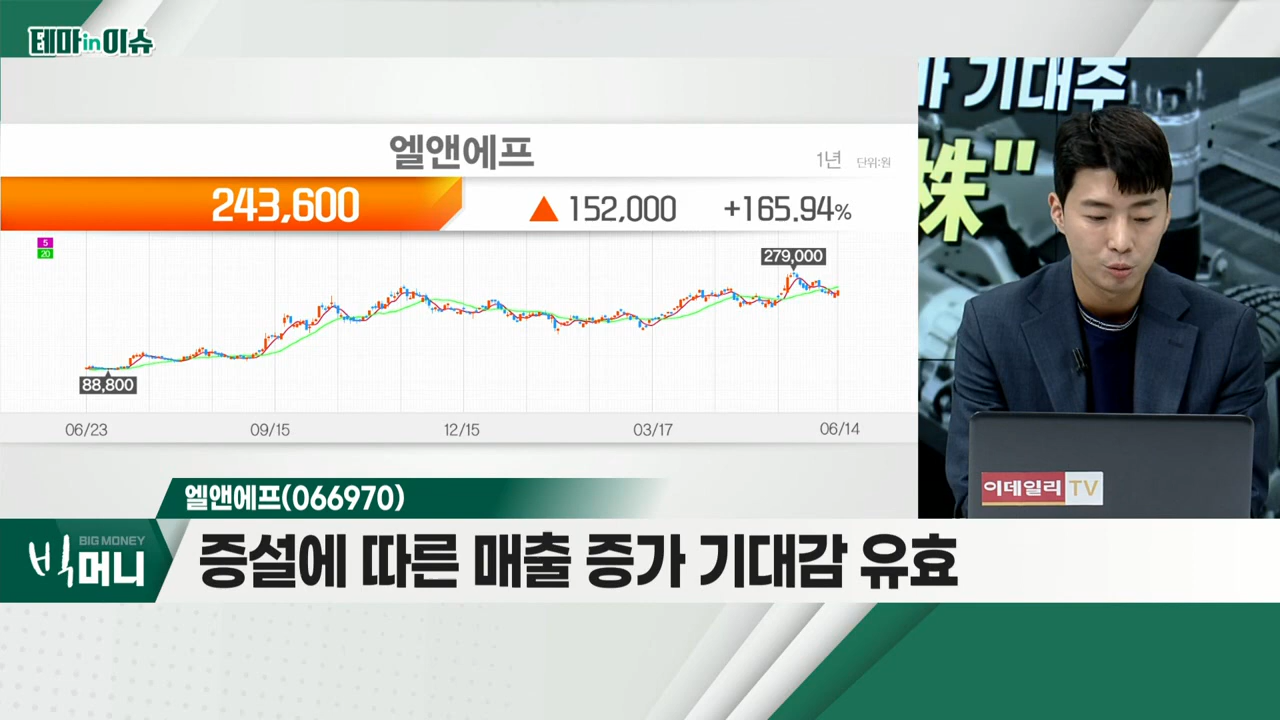 테마in이슈
엘앤에프
1년 단위:원
243,600 ▲ 152,000 +165.94%
5
20
279,000
88,800
06/23 09/15 12/15 03/17 06/14
기대주
株"
이데일리 TV
엘앤에프(066970)
BIG MONEY
빅머니
증설에 따른 매출 증가 기대감 유효